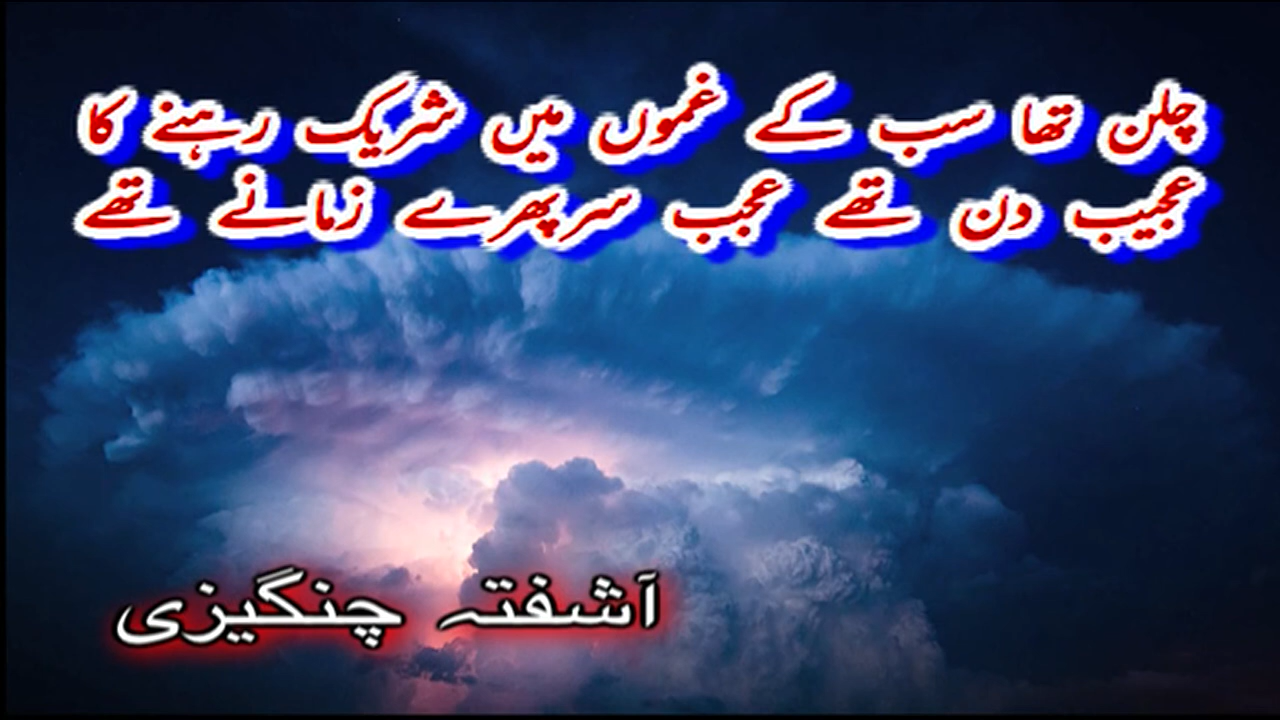 چلن تھا سب کے غموں میں شریک رہنے کا
عجیب دن تھے عجب سرپھرے زمانے تھے
آشفتہ چنگیزی